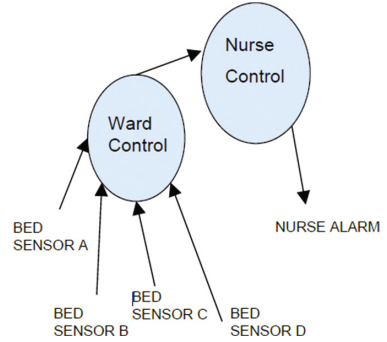 Nurse
Control
Ward
Control
BED
SENSOR A
NURSE ALARM
BED
SENSOR B
BED
SENSOR C
BED
SENSOR D